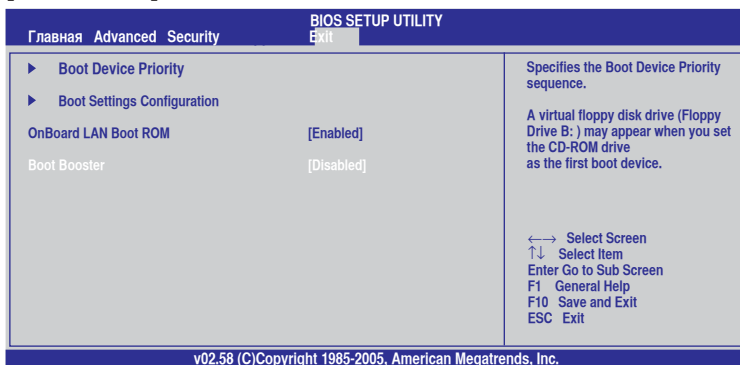 BIOS SETUP UTILITY
Главная Advanced Security Exit
Boot Device Priority
Boot Settings Configuration
OnBoard LAN Boot ROM [Enabled]
Boot Booster [Disabled]
Specifies the Boot Device Priority
sequence.
A virtual floppy disk drive (Floppy
Drive B: ) may appear when you set
the CD-ROM drive
as the first boot device.
←→ Select Screen
↑↓ Select Item
Enter Go to Sub Screen
F1 General Help
F10 Save and Exit
ESC Exit
v02.58 (C)Copyright 1985-2005, American Megatrends, Inc.